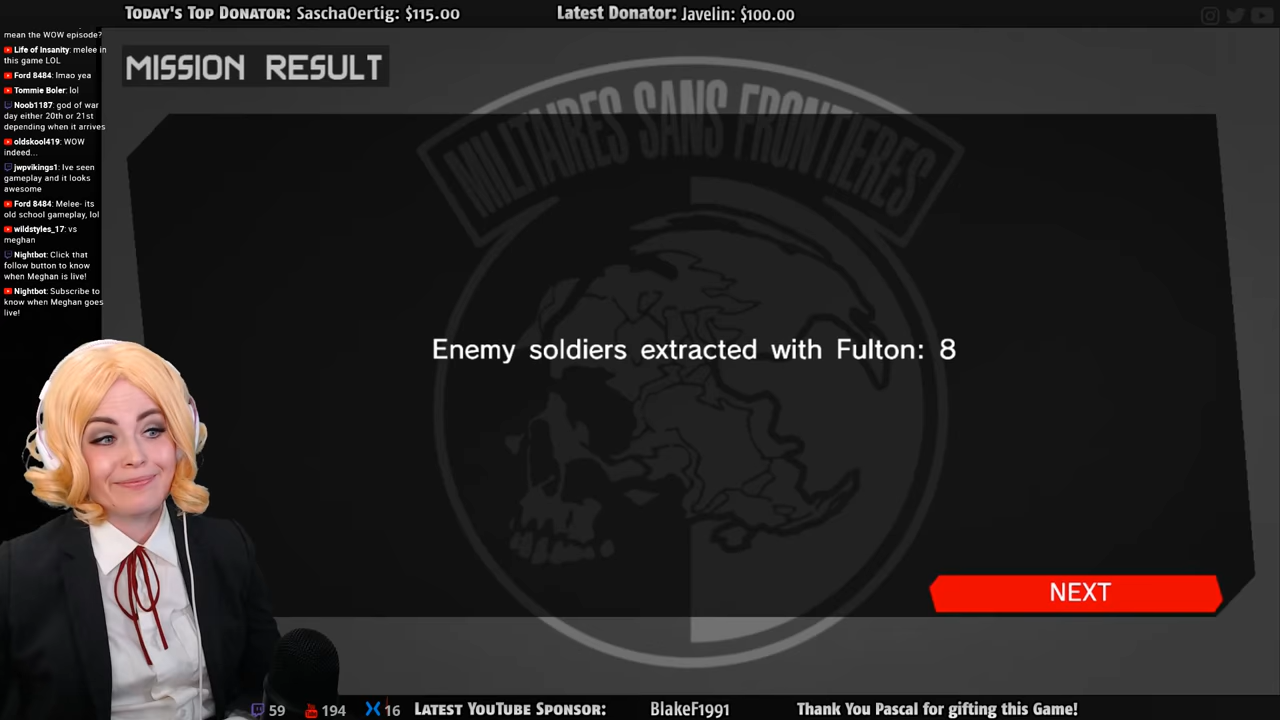 Today's Top Donator: SaschaOertig: $115.00
Latest Donator: Javelin: $100.00
mean the WOW episode?
Life of Insanity: melee in
this game LOL
Ford 8484: lmao yea
Tommie Boler: lol
Noob1187: god of war
day either 20th or 21st
depending when it arrives
oldskool419: WOW
indeed...
jwpvikings1: Ive seen
gameplay and it looks
awesome
Ford 8484: Melee- its
old school gameplay, lol
wildstyles_17: vs
meghan
Nightbot: Click that
follow button to know
when Meghan is live!
Nightbot: Subscribe to
know when Meghan goes
live!
MISSION RESULT
MILITAIRES SANS FRONTIERES
Enemy soldiers extracted with Fulton: 8
NEXT
59 194 16 Latest YouTube Sponsor: BlakeF1991 Thank You Pascal for gifting this Game!